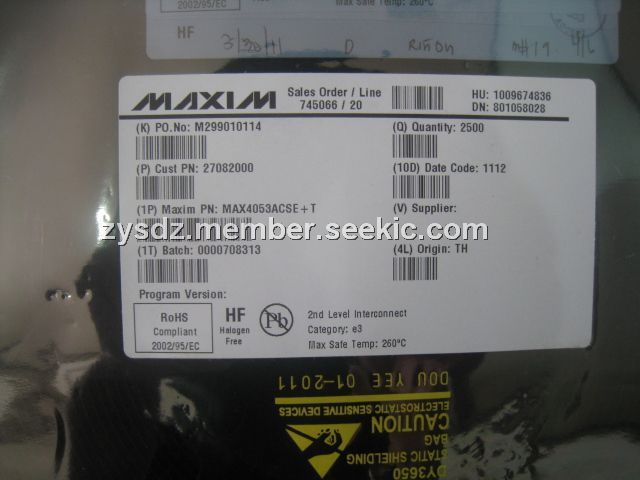 2002/95/EC
Max Safe Temp: 260°C
HF
3/30/11 D
MAXIM
Sales Order / Line
745066 / 20
HU: 1009674836
DN: 801058028
(K) PO.No: M299010114
(Q) Quantity: 2500
(P) Cust PN: 27082000
(10D) Date Code: 1112
(1P) Maxim PN: MAX4053ACSE+T
(V) Supplier:
zysdz.member.seekic.com
(1T) Batch: 0000708313
(4L) Origin: TH
Program Version:
RoHS
Compliant
2002/95/EC
HF
Halogen
Free
Pb
2nd Level Interconnect
Category: e3
Max Safe Temp: 260°C
DOU YEE 01-2011
ELECTROSTATIC
SENSITIVE DEVICES
CAUTION
BAG
STATIC SHIELDING
DY3650